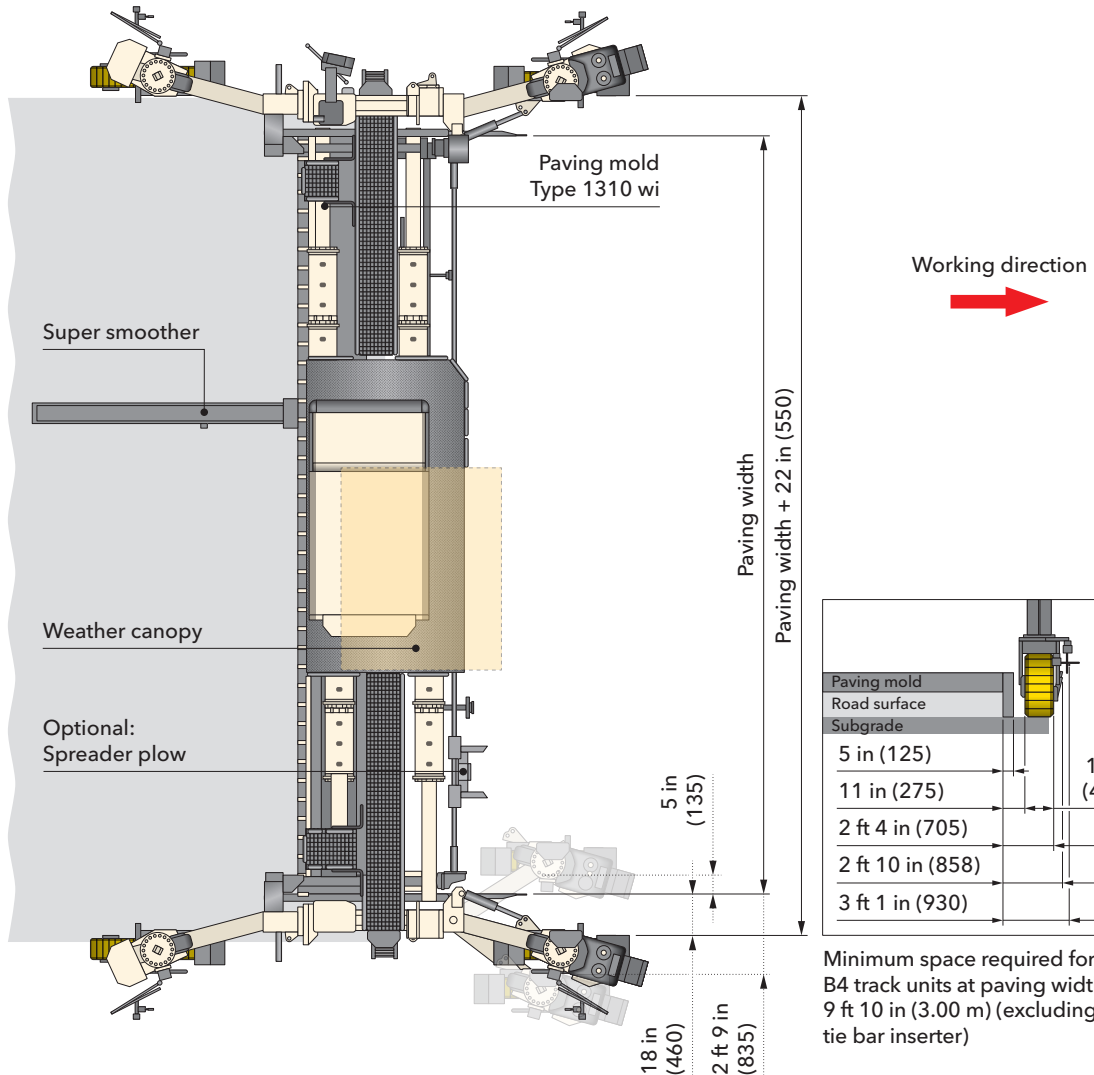 Paving mold
Type 1310 wi
Working direction
Super smoother
Paving width
Paving width + 22 in (550)
Weather canopy
Optional:
Spreader plow
5 in
(135)
18 in
(460)
2 ft 9 in
(835)
Paving mold
Road surface
Subgrade
5 in (125)
11 in (275)
2 ft 4 in (705)
2 ft 10 in (858)
3 ft 1 in (930)
Minimum space required for
B4 track units at paving widt
9 ft 10 in (3.00 m) (excluding
tie bar inserter)